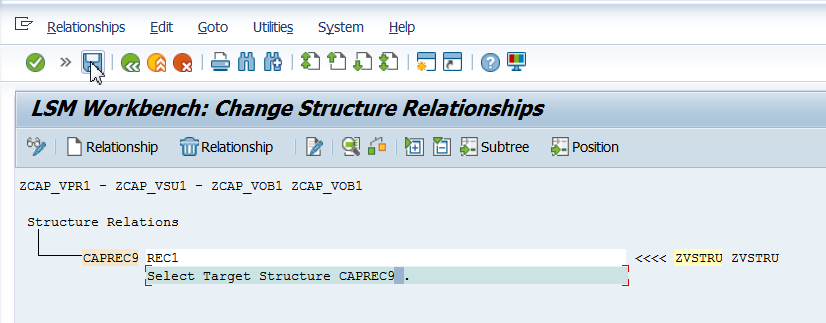 Relationships Edit Goto Utilities System Help
LSM Workbench: Change Structure Relationships
Relationship Relationship Subtree Position
ZCAP_VPR1 - ZCAP_VSU1 - ZCAP_VOB1 ZCAP_VOB1
Structure Relations
CAPREC9 REC1 <<<< ZVSTRU ZVSTRU
Select Target Structure CAPREC9 .